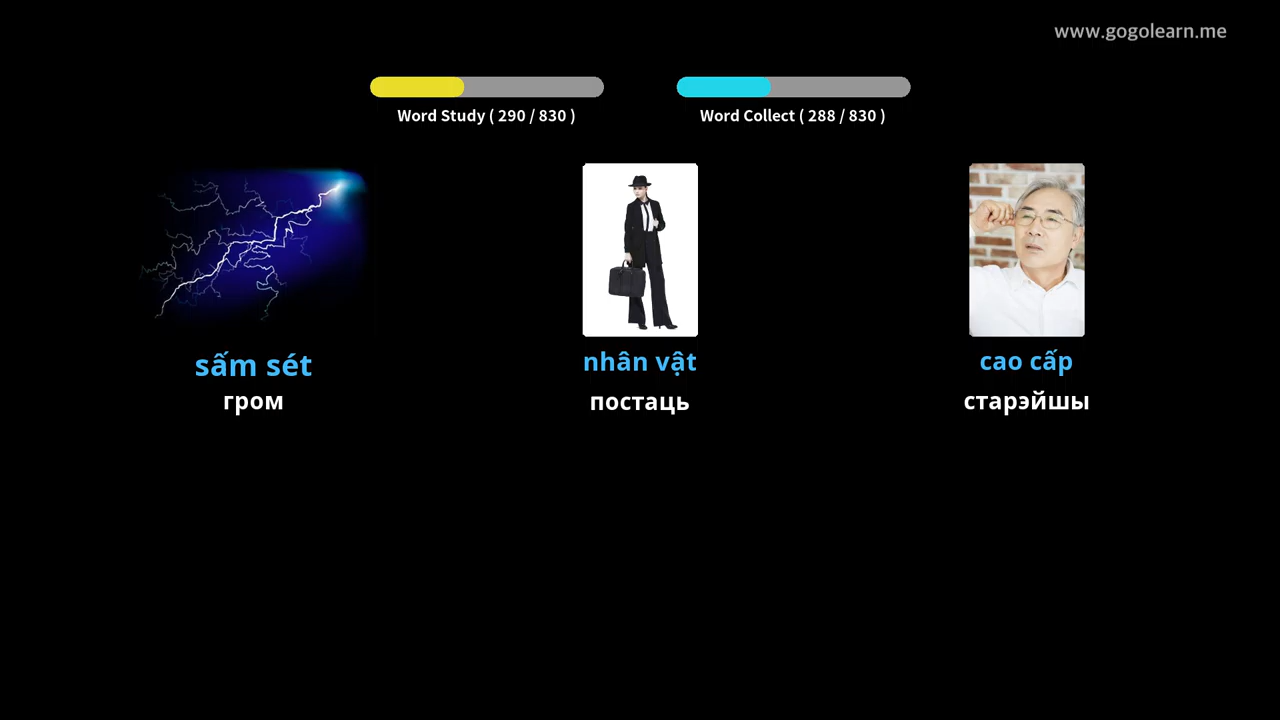 www.gogolearn.me
Word Study ( 290 / 830 )
Word Collect ( 288 / 830 )
sấm sét
гром
nhân vật
постаць
cao cấp
старэйшы